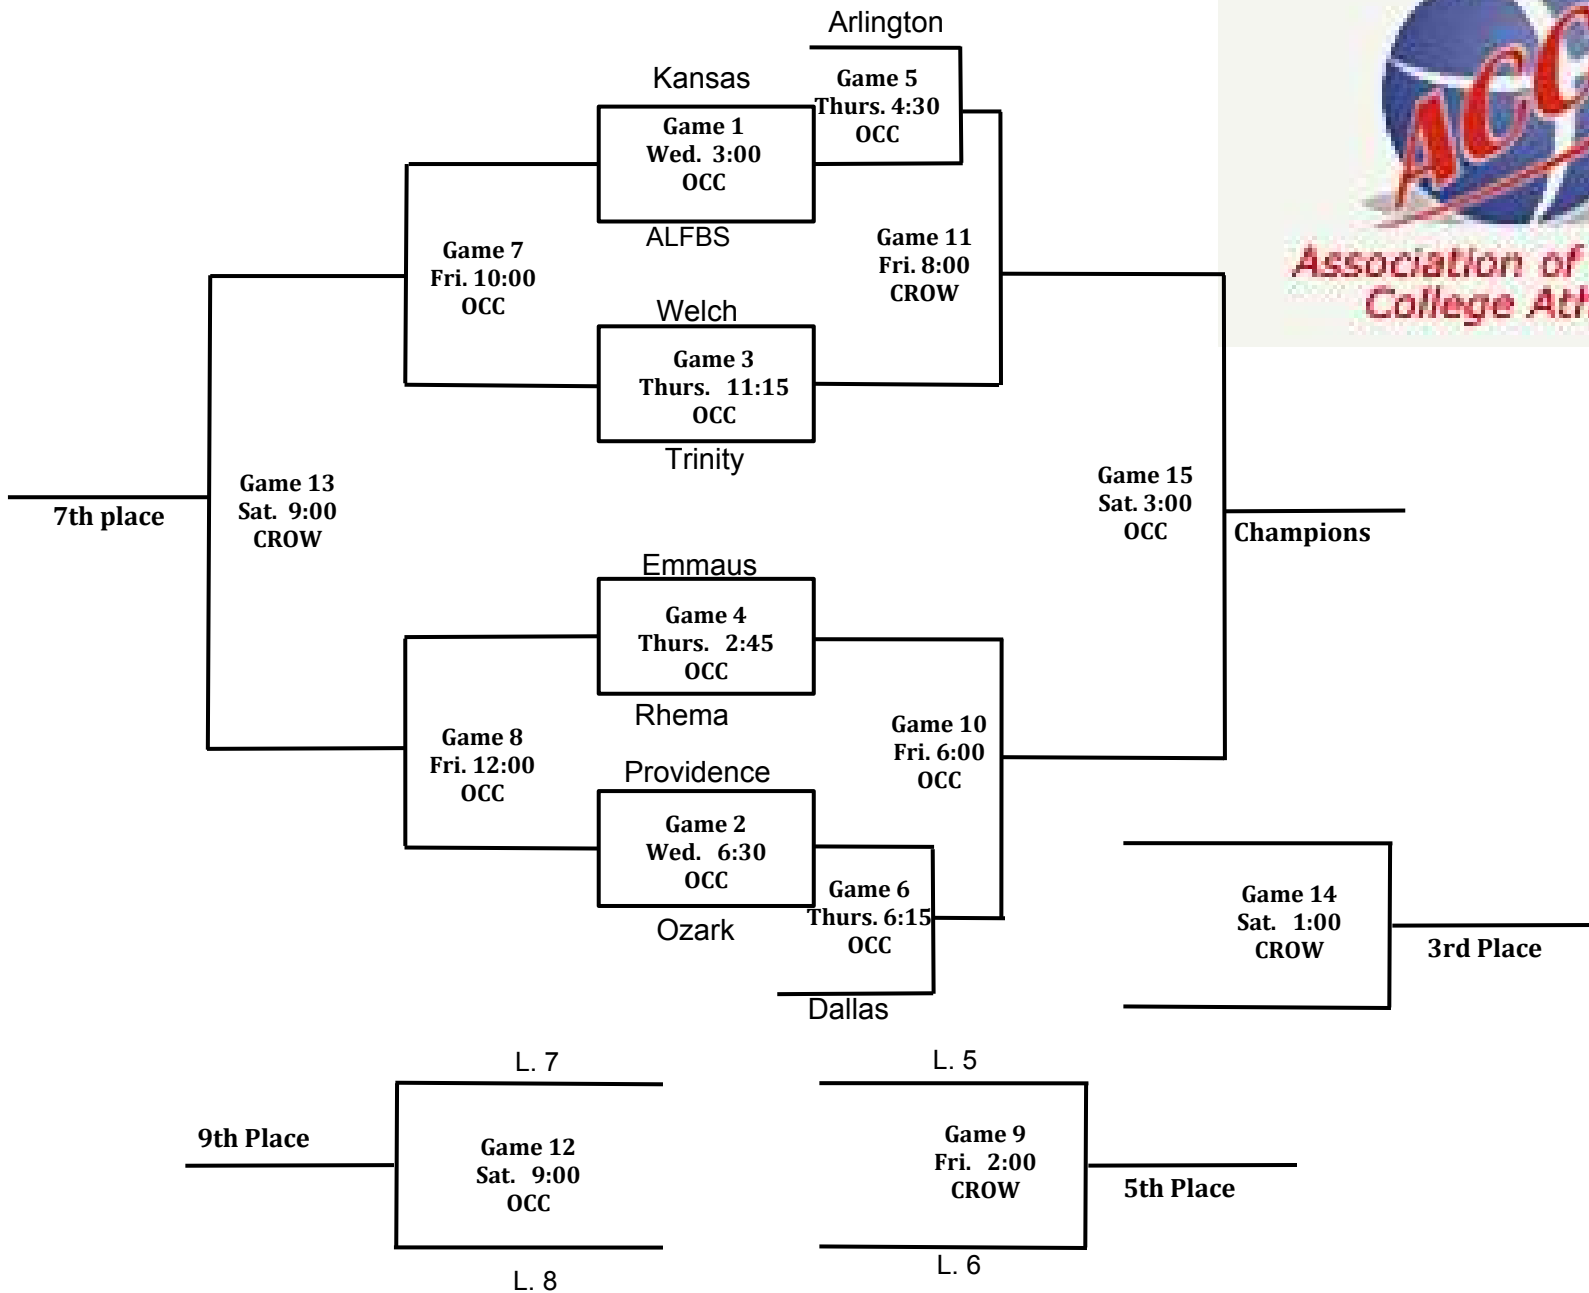 Arlington
Game 5
Thurs. 4:30
OCC
Kansas
Game 1
Wed. 3:00
OCC
ALFBS
Game 7
Fri. 10:00
OCC
Game 11
Fri. 8:00
CROW
Welch
Game 3
Thurs. 11:15
OCC
Trinity
ACC
Association of
College
7th place
Game 13
Sat. 9:00
CROW
Game 15
Sat. 3:00
OCC
Champions
Emmaus
Game 4
Thurs. 2:45
OCC
Rhema
Game 8
Fri. 12:00
OCC
Game 10
Fri. 6:00
OCC
Providence
Game 2
Wed. 6:30
OCC
Ozark
Game 6
Thurs. 6:15
OCC
Dallas
Game 14
Sat. 1:00
CROW
3rd Place
L. 7
9th Place
Game 12
Sat. 9:00
OCC
L. 8
L. 5
Game 9
Fri. 2:00
CROW
5th Place
L. 6